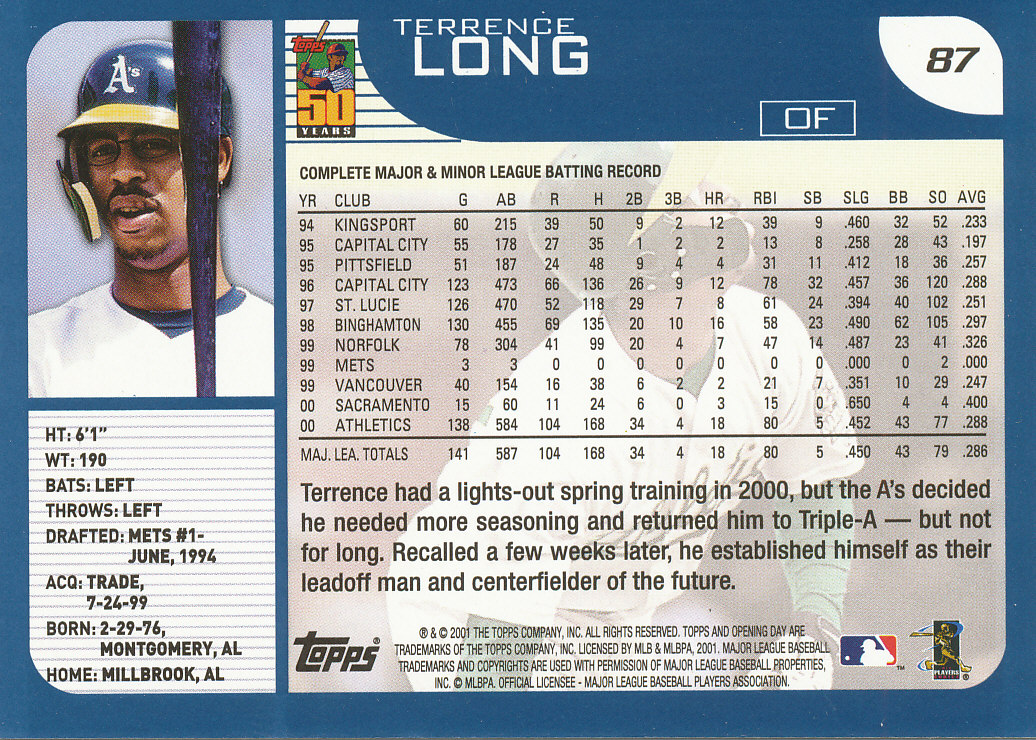 TERRENCE
LONG
87
OF
A's
Topps
50
YEARS
COMPLETE MAJOR & MINOR LEAGUE BATTING RECORD
YR CLUB G AB R H 2B 3B HR RBI SB SLG BB SO AVG
94 KINGSPORT 60 215 39 50 9 2 12 39 9 .460 32 52 .233
95 CAPITAL CITY 55 178 27 35 1 2 2 13 8 .258 28 43 .197
95 PITTSFIELD 51 187 24 48 9 4 4 31 11 .412 18 36 .257
96 CAPITAL CITY 123 473 66 136 26 9 12 78 32 .457 36 120 .288
97 ST. LUCIE 126 470 52 118 29 7 8 61 24 .394 40 102 .251
98 BINGHAMTON 130 455 69 135 20 10 16 58 23 .490 62 105 .297
99 NORFOLK 78 304 41 99 20 4 7 47 14 .487 23 41 .326
99 METS 3 3 0 0 0 0 0 0 0 .000 0 2 .000
99 VANCOUVER 40 154 16 38 6 2 2 21 7 .351 10 29 .247
00 SACRAMENTO 15 60 11 24 6 0 3 15 0 .650 4 4 .400
00 ATHLETICS 138 584 104 168 34 4 18 80 5 .452 43 77 .288
MAJ. LEA. TOTALS 141 587 104 168 34 4 18 80 5 .450 43 79 .286
Terrence had a lights-out spring training in 2000, but the A's decided
he needed more seasoning and returned him to Triple-A — but not
for long. Recalled a few weeks later, he established himself as their
leadoff man and centerfielder of the future.
HT: 6'1"
WT: 190
BATS: LEFT
THROWS: LEFT
DRAFTED: METS #1-
JUNE, 1994
ACQ: TRADE,
7-24-99
BORN: 2-29-76,
MONTGOMERY, AL
HOME: MILLBROOK, AL
Topps®
® & © 2001 THE TOPPS COMPANY, INC. ALL RIGHTS RESERVED. TOPPS AND OPENING DAY ARE
TRADEMARKS OF THE TOPPS COMPANY, INC. LICENSED BY MLB & MLBPA, 2001. MAJOR LEAGUE BASEBALL
TRADEMARKS AND COPYRIGHTS ARE USED WITH PERMISSION OF MAJOR LEAGUE BASEBALL PROPERTIES,
INC. © MLBPA. OFFICIAL LICENSEE - MAJOR LEAGUE BASEBALL PLAYERS ASSOCIATION.
TM
PLAYERS
®